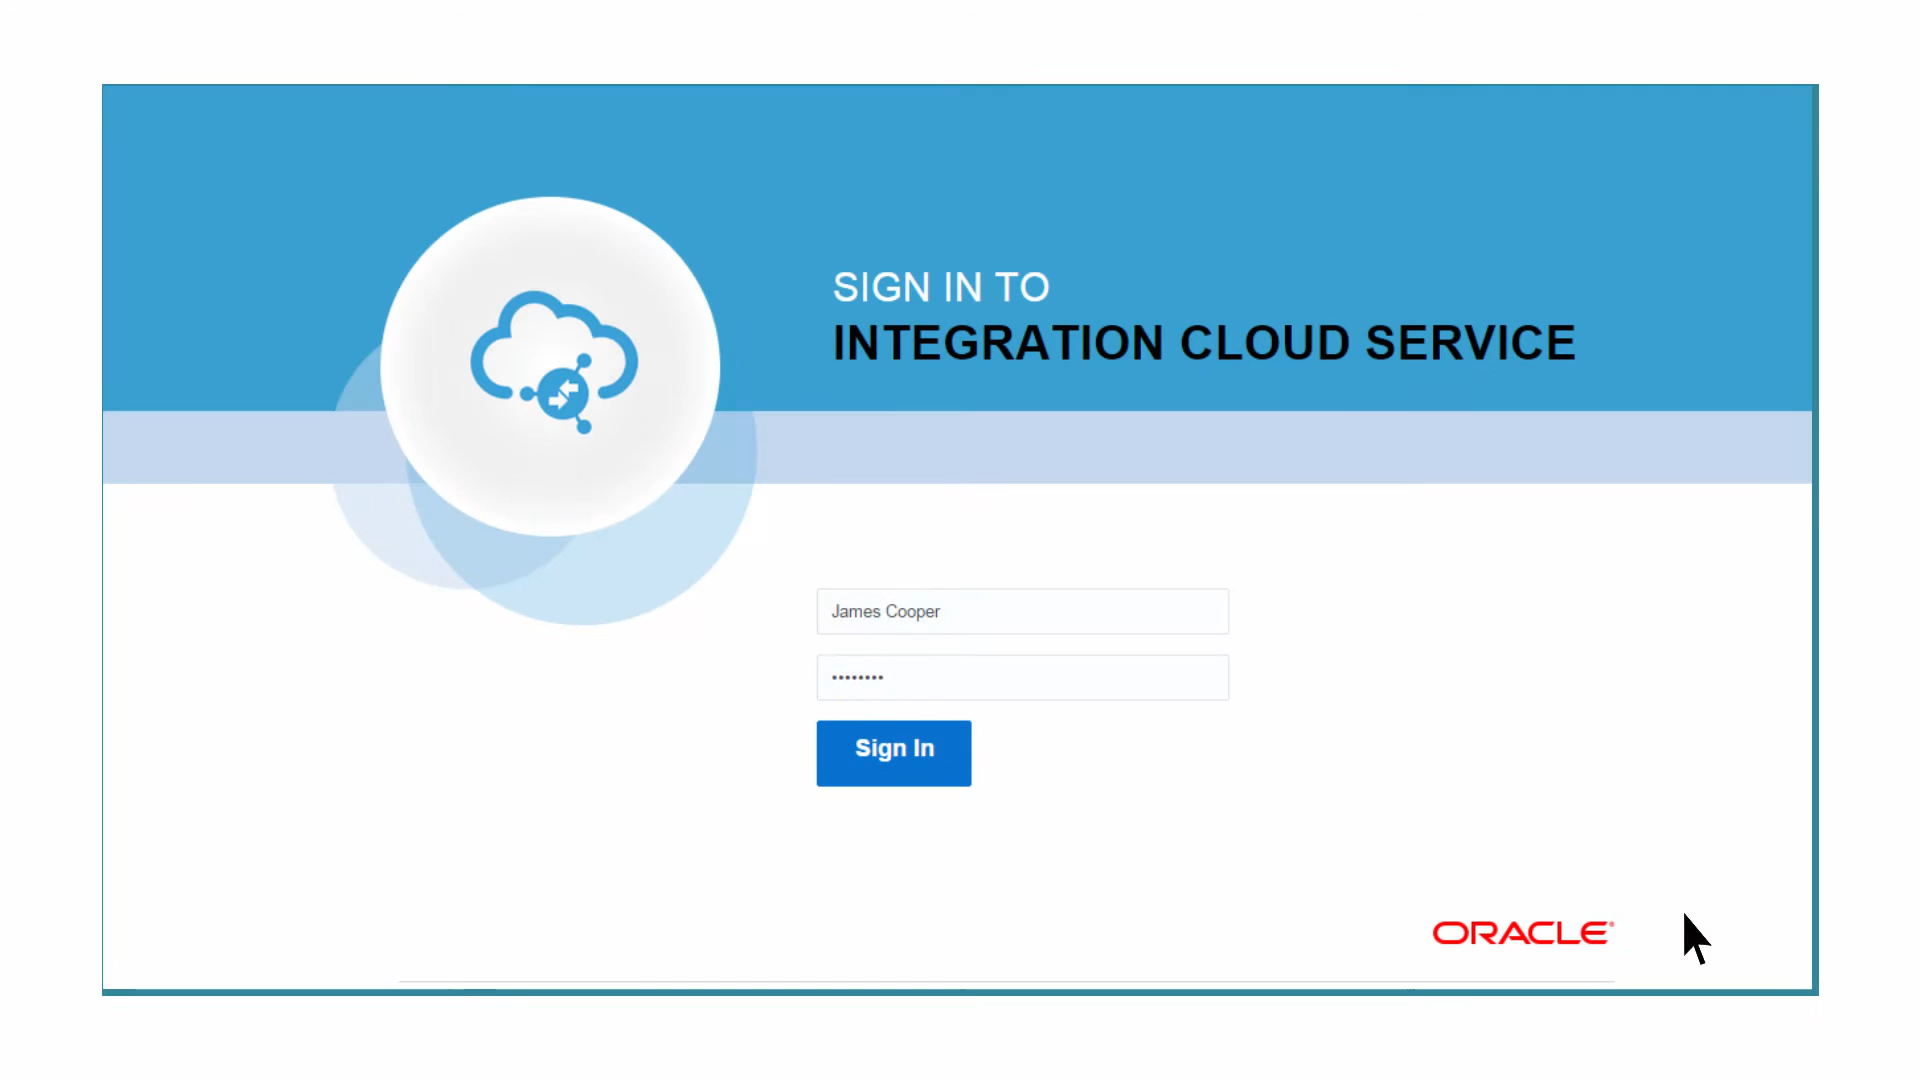 SIGN IN TO
INTEGRATION CLOUD SERVICE
James Cooper
••••••••
Sign In
ORACLE®